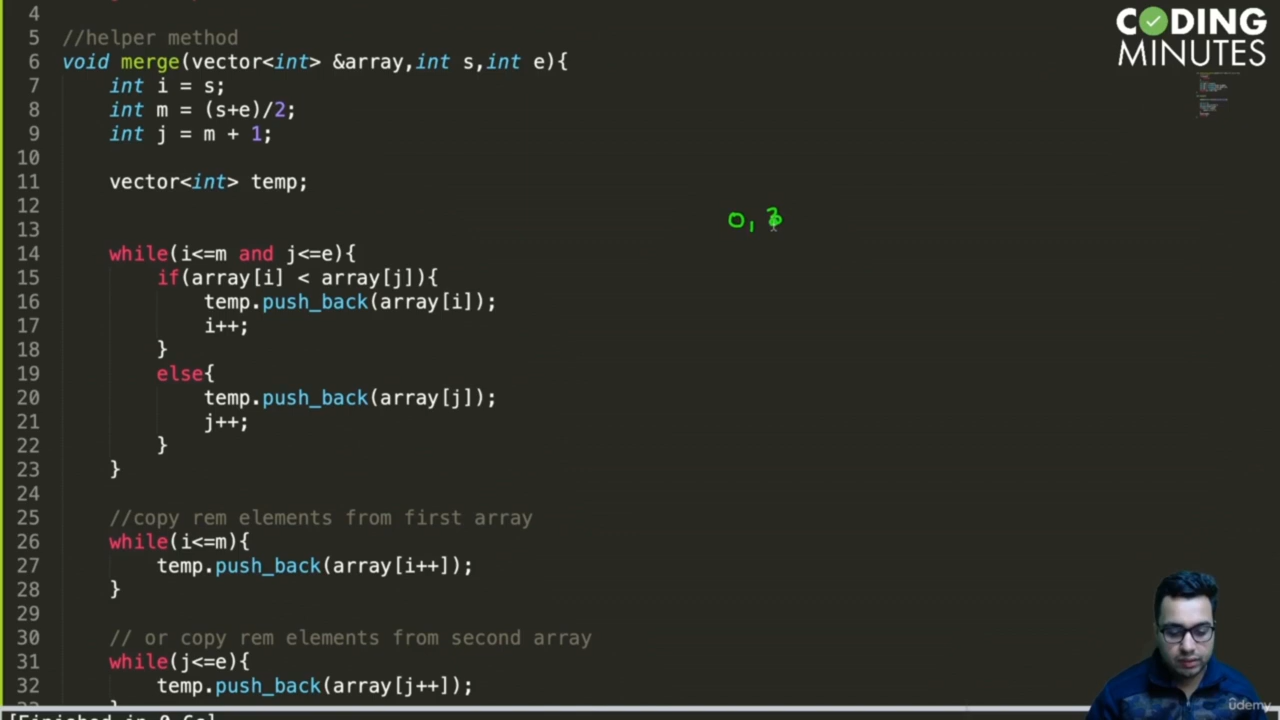 4
CODING
MINUTES
5 //helper method
6 void merge(vector<int> &array,int s,int e){
7 int i = s;
8 int m = (s+e)/2;
9 int j = m + 1;
10
11 vector<int> temp;
12
0, 3
13
14 while(i<=m and j<=e){
15 if(array[i] < array[j]){
16 temp.push_back(array[i]);
17 i++;
18 }
19 else{
20 temp.push_back(array[j]);
21 j++;
22 }
23 }
24
25 //copy rem elements from first array
26 while(i<=m){
27 temp.push_back(array[i++]);
28 }
29
30 // or copy rem elements from second array
31 while(j<=e){
32 temp.push_back(array[j++]);
ûdemy